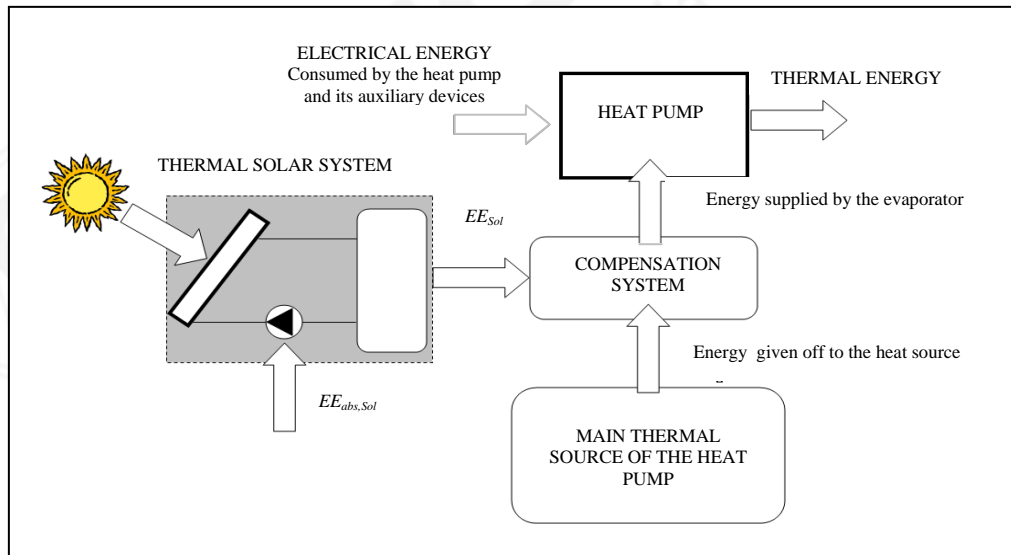 ELECTRICAL ENERGY
Consumed by the heat pump
and its auxiliary devices
HEAT PUMP
THERMAL ENERGY
THERMAL SOLAR SYSTEM
Energy supplied by the evaporator
EE_Sol
COMPENSATION
SYSTEM
Energy given off to the heat source
EE_abs,Sol
MAIN THERMAL
SOURCE OF THE HEAT
PUMP